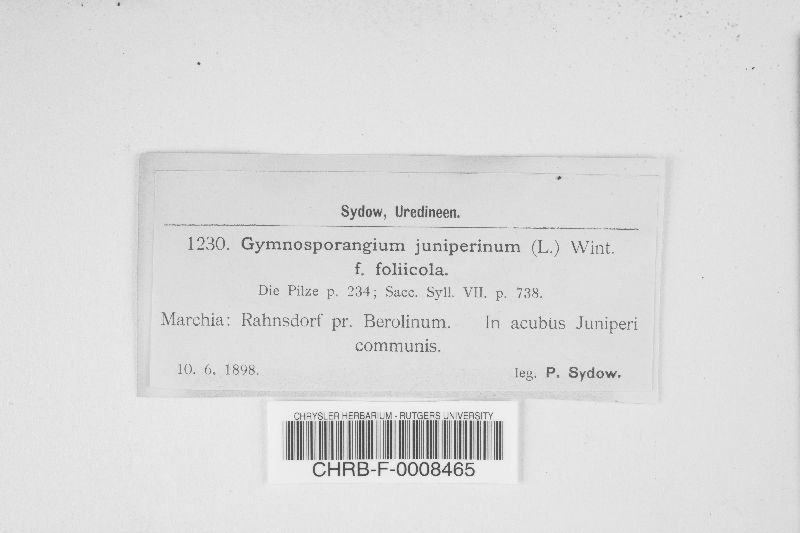 Sydow, Uredineen.
1230. Gymnosporangium juniperinum (L.) Wint.
f. foliicola.
Die Pilze p. 234; Sacc. Syll. VII. p. 738.
Marchia: Rahnsdorf pr. Berolinum. In acubus Juniperi
communis.
10. 6. 1898. leg. P. Sydow.
CHRYSLER HERBARIUM - RUTGERS UNIVERSITY
CHRB-F-0008465